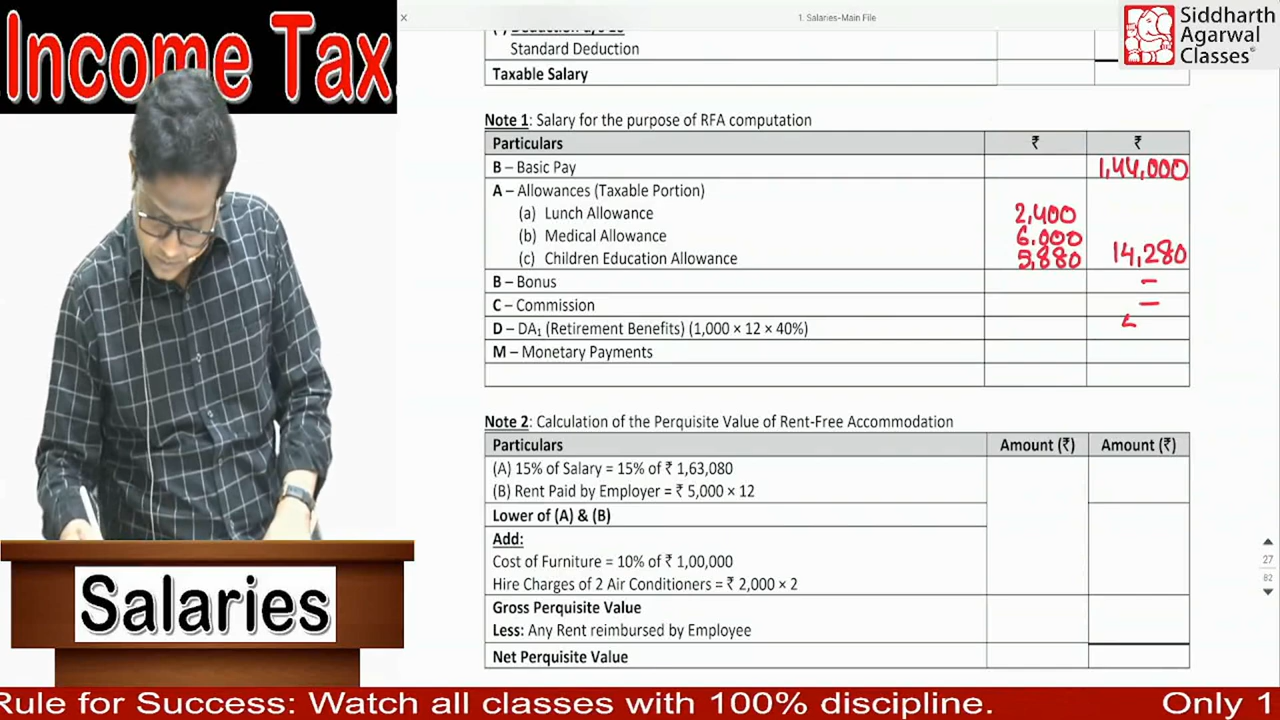 Income Tax
×
1. Salaries-Main File
Siddharth
Agarwal
Classes
Standard Deduction
Taxable Salary
Note 1: Salary for the purpose of RFA computation
Particulars ₹ ₹
B – Basic Pay 1,44,000
A – Allowances (Taxable Portion)
(a) Lunch Allowance 2,400
(b) Medical Allowance 6,000
(c) Children Education Allowance 5,880 14,280
B – Bonus –
C – Commission –
D – DA₁ (Retirement Benefits) (1,000 × 12 × 40%)
M – Monetary Payments
Note 2: Calculation of the Perquisite Value of Rent-Free Accommodation
Particulars Amount (₹) Amount (₹)
(A) 15% of Salary = 15% of ₹ 1,63,080
(B) Rent Paid by Employer = ₹ 5,000 × 12
Lower of (A) & (B)
Add:
Cost of Furniture = 10% of ₹ 1,00,000
Hire Charges of 2 Air Conditioners = ₹ 2,000 × 2
Gross Perquisite Value
Less: Any Rent reimbursed by Employee
Net Perquisite Value
27
82
Salaries
Rule for Success: Watch all classes with 100% discipline. Only 1